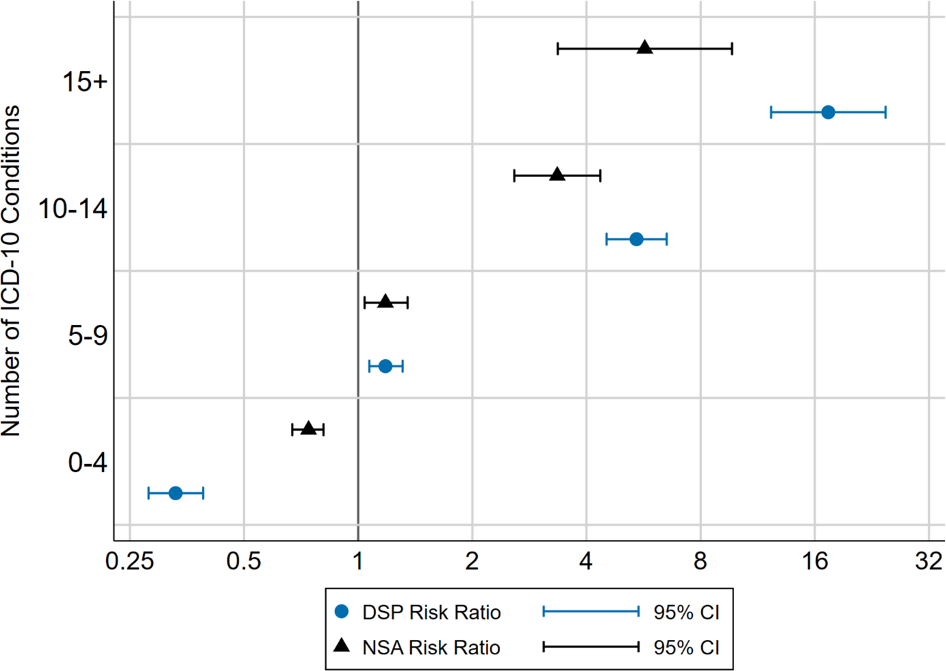 Number of ICD-10 Conditions
15+
10-14
5-9
0-4
0.25 0.5 1 2 4 8 16 32
DSP Risk Ratio 95% CI
NSA Risk Ratio 95% CI